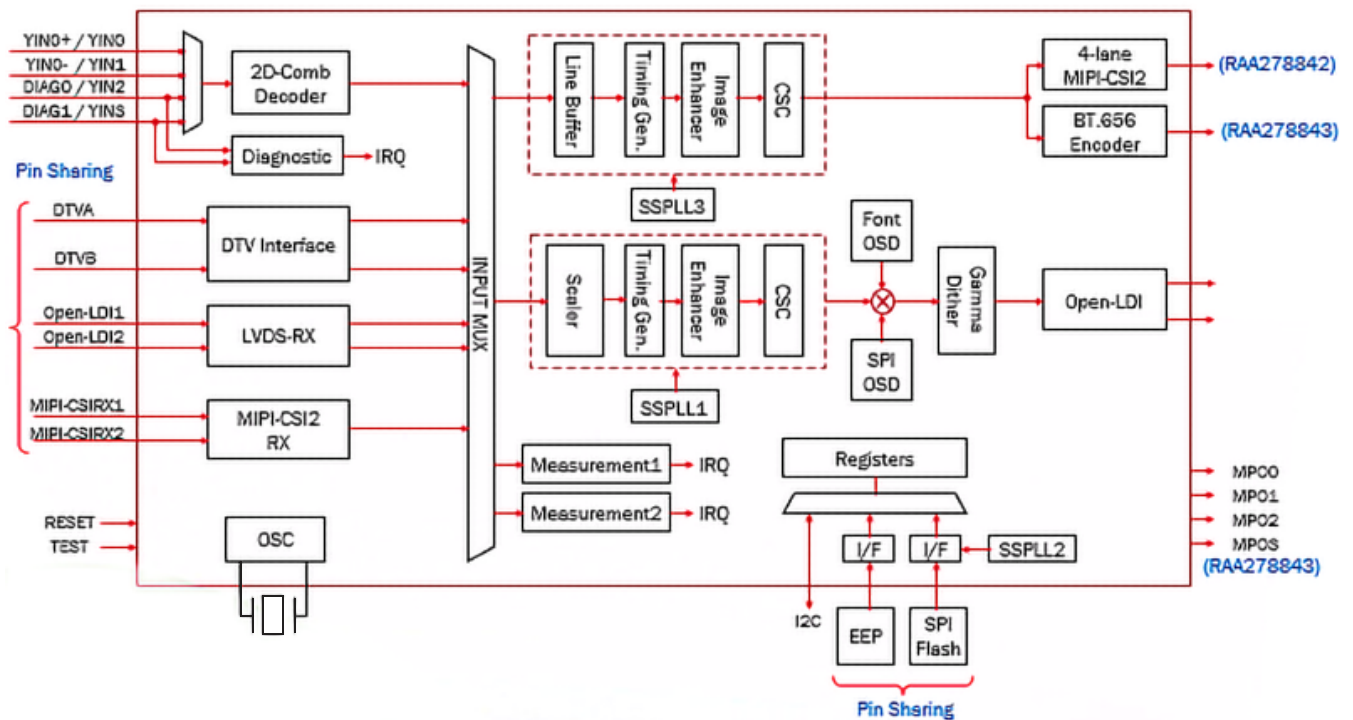 YIN0+ / YIN0
YIN0- / YIN1
DIAG0 / YIN2
DIAG1 / YINS
2D-Comb
Decoder
Diagnostic
IRQ
Pin Sharing
DTVA
DTVB
DTV Interface
Open-LDI1
Open-LDI2
LVDS-RX
MIPI-CSIRX1
MIPI-CSIRX2
MIPI-CSI2
RX
RESET
TEST
OSC
INPUT MUX
Line Buffer
Timing Gen.
Image
Enhancer
CSC
SSPLL3
4-lane
MIPI-CSI2
(RAA278842)
BT.656
Encoder
(RAA278843)
Scaler
Timing Gen.
Image
Enhancer
CSC
SSPLL1
Font
OSD
SPI
OSD
Gamma
Dither
Open-LDI
Measurement1
IRQ
Measurement2
IRQ
Registers
I/F
I/F
SSPLL2
I2C
EEP
SPI
Flash
Pin Sharing
MPO0
MPO1
MPO2
MPOS
(RAA278843)